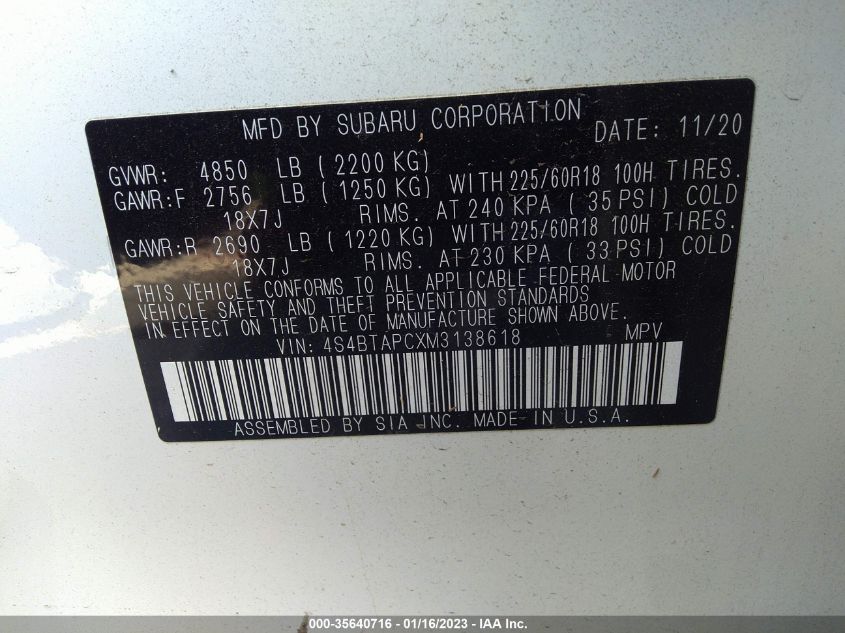 MFD BY SUBARU CORPORATION DATE: 11/20
GVWR: 4850 LB ( 2200 KG)
GAWR:F 2756 LB ( 1250 KG) WITH 225/60R18 100H TIRES.
18X7J RIMS. AT 240 KPA ( 35 PSI) COLD
GAWR:R 2690 LB ( 1220 KG) WITH 225/60R18 100H TIRES.
18X7J RIMS. AT 230 KPA ( 33 PSI) COLD
THIS VEHICLE CONFORMS TO ALL APPLICABLE FEDERAL MOTOR
VEHICLE SAFETY AND THEFT PREVENTION STANDARDS
IN EFFECT ON THE DATE OF MANUFACTURE SHOWN ABOVE.
VIN: 4S4BTAPCXM3138618 MPV
ASSEMBLED BY SIA INC. MADE IN U.S.A.
000-35640716 - 01/16/2023 - IAA Inc.